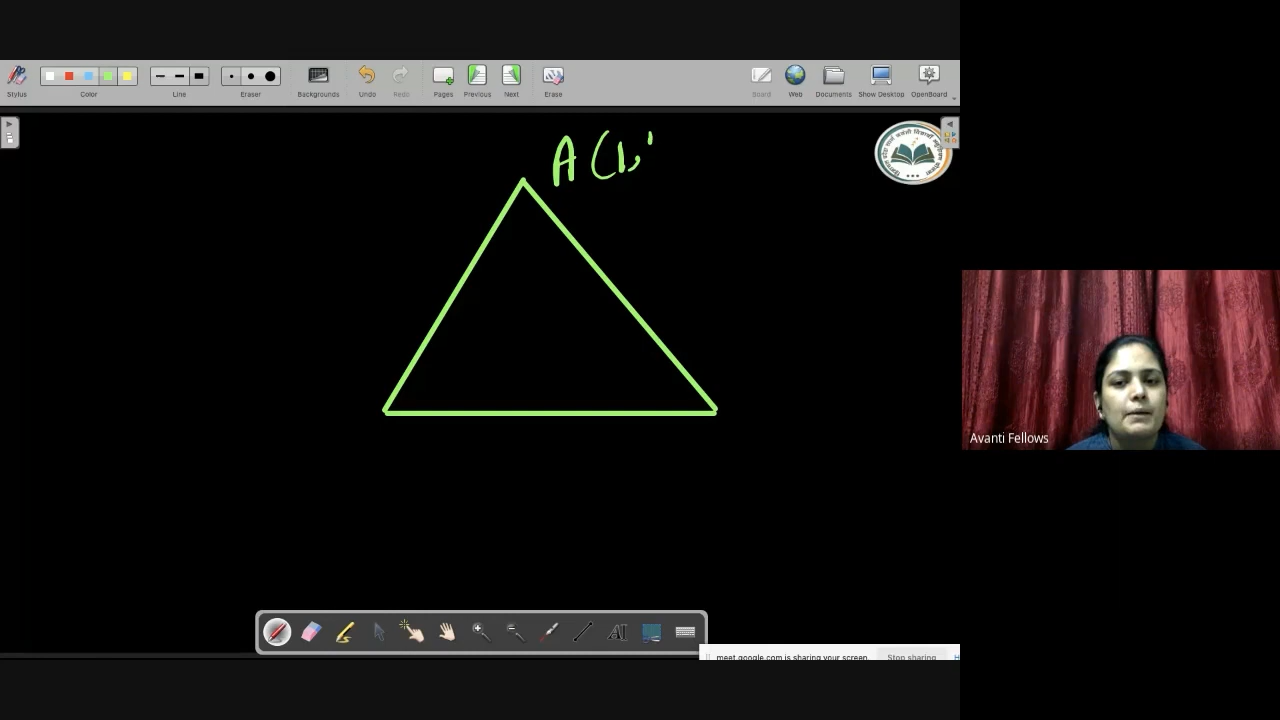 Stylus Color Line Eraser Backgrounds Undo Redo Pages Previous Next Erase Board Web Documents Show Desktop OpenBoard
A (1,
AI
Avanti Fellows
meet.google.com is sharing your screen. Stop sharing